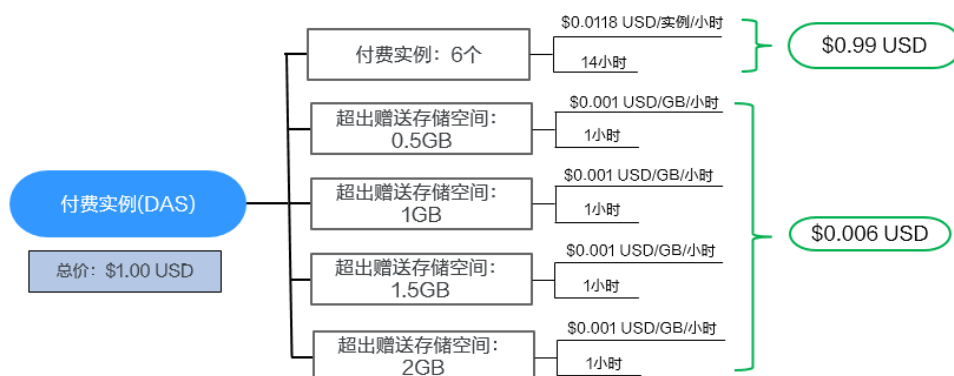 付费实例(DAS)
总价：$1.00 USD
付费实例：6个
$0.0118 USD/实例/小时
14小时
$0.99 USD
超出赠送存储空间：
0.5GB
$0.001 USD/GB/小时
1小时
超出赠送存储空间：
1GB
$0.001 USD/GB/小时
1小时
超出赠送存储空间：
1.5GB
$0.001 USD/GB/小时
1小时
超出赠送存储空间：
2GB
$0.001 USD/GB/小时
1小时
$0.006 USD